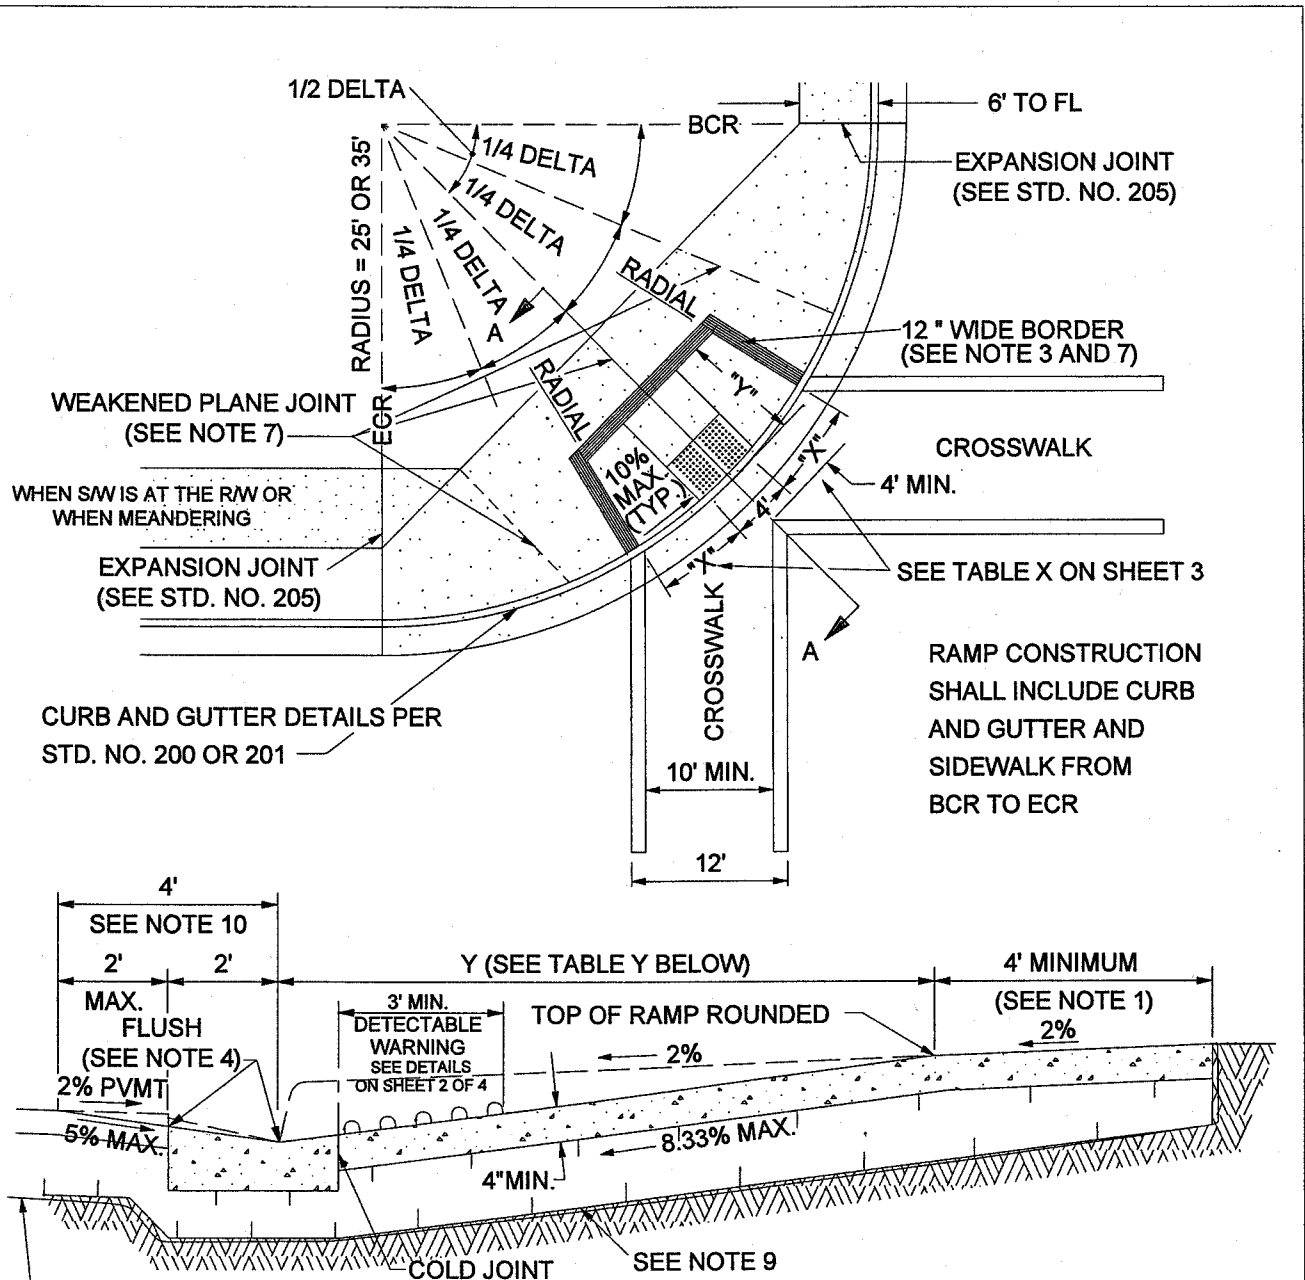 1/2 DELTA
BCR
6' TO FL
1/4 DELTA
1/4 DELTA
1/4 DELTA
1/4 DELTA
RADIUS = 25' OR 35'
EXPANSION JOINT
(SEE STD. NO. 205)
A
RADIAL
RADIAL
12 " WIDE BORDER
(SEE NOTE 3 AND 7)
WEAKENED PLANE JOINT
(SEE NOTE 7)
ECR
"Y"
10%
MAX.
(TYP.)
"X"
4'
"X"
CROSSWALK
4' MIN.
WHEN S/W IS AT THE R/W OR
WHEN MEANDERING
EXPANSION JOINT
(SEE STD. NO. 205)
SEE TABLE X ON SHEET 3
CROSSWALK
A
RAMP CONSTRUCTION
SHALL INCLUDE CURB
AND GUTTER AND
SIDEWALK FROM
BCR TO ECR
CURB AND GUTTER DETAILS PER
STD. NO. 200 OR 201
10' MIN.
12'
4'
SEE NOTE 10
2'
MAX.
2'
Y (SEE TABLE Y BELOW)
4' MINIMUM
(SEE NOTE 1)
FLUSH
(SEE NOTE 4)
3' MIN.
DETECTABLE
WARNING
SEE DETAILS
ON SHEET 2 OF 4
TOP OF RAMP ROUNDED
2%
2%
2% PVMT
5% MAX.
8.33% MAX.
4"MIN.
SEE NOTE 9
COLD JOINT